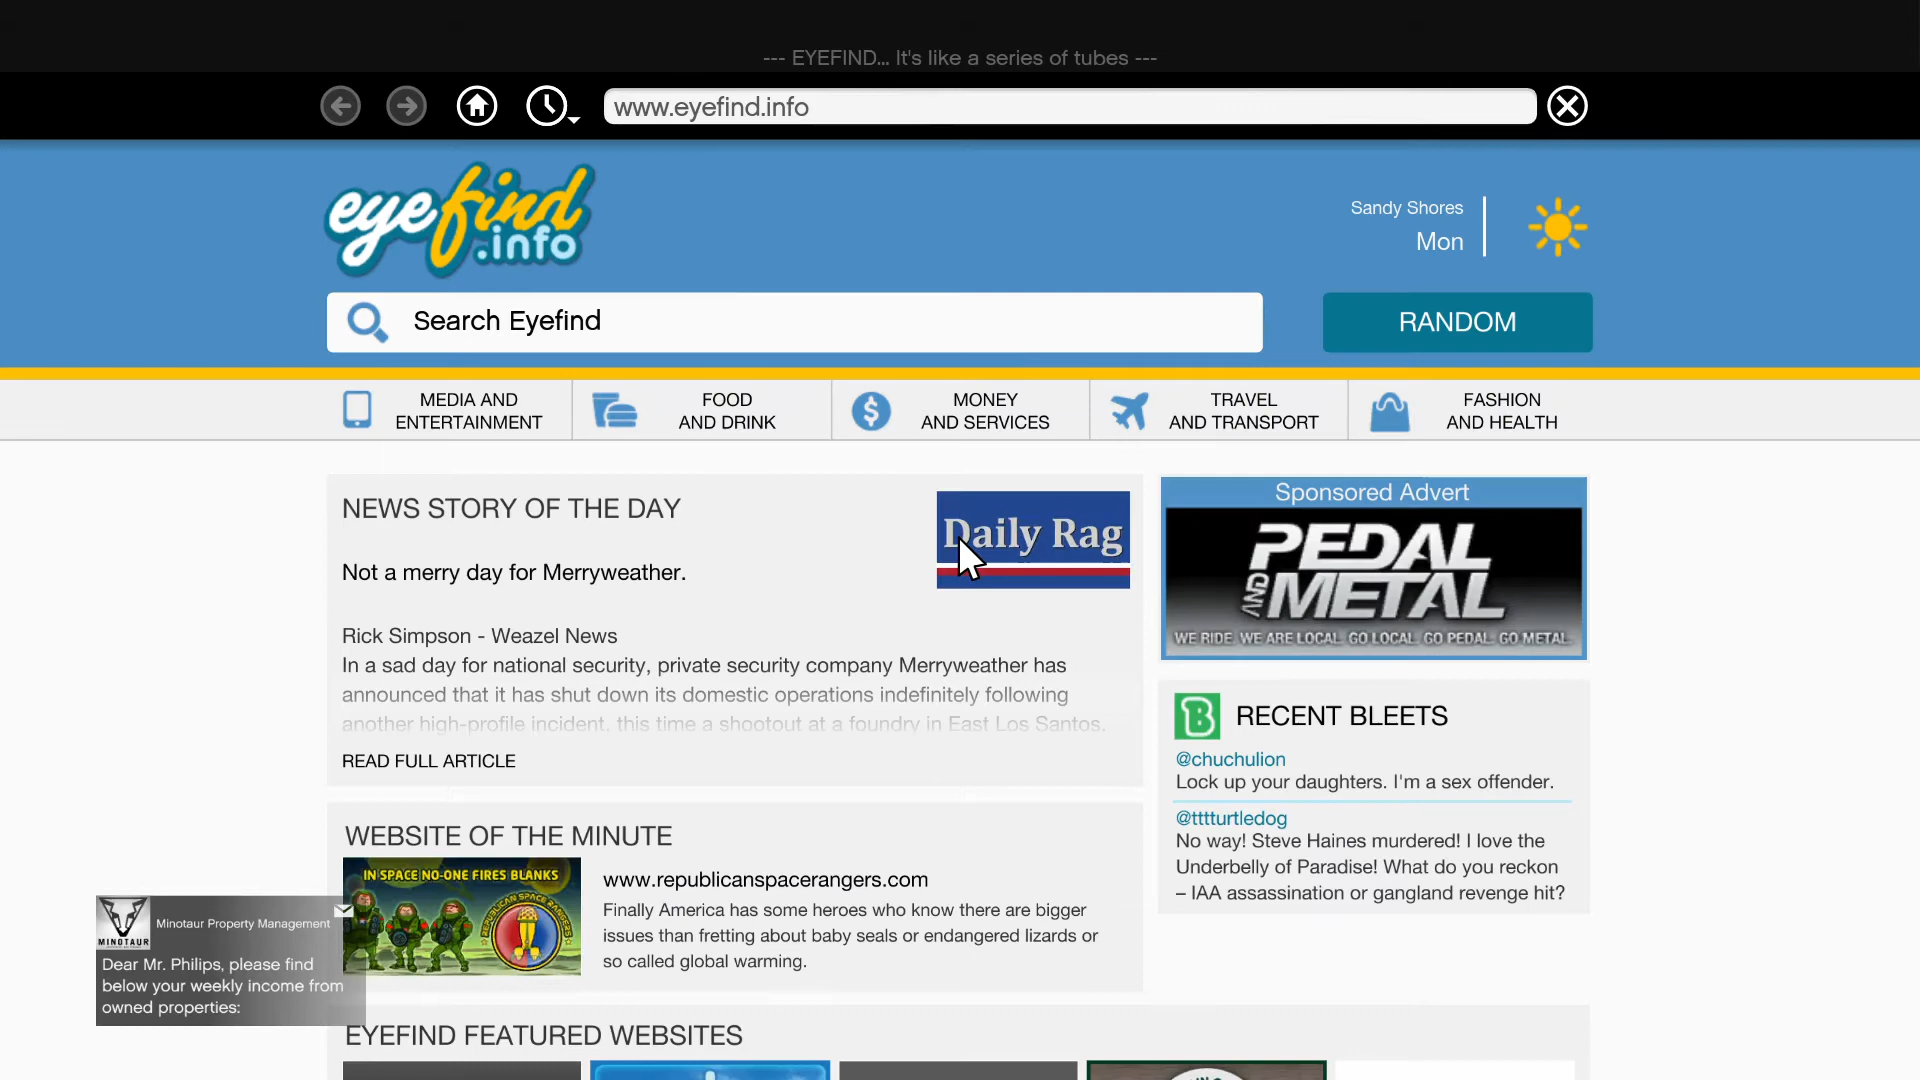 --- EYEFIND... It's like a series of tubes ---
www.eyefind.info
eyefind
.info
Sandy Shores
Mon
Search Eyefind
RANDOM
MEDIA AND
ENTERTAINMENT
FOOD
AND DRINK
MONEY
AND SERVICES
TRAVEL
AND TRANSPORT
FASHION
AND HEALTH
NEWS STORY OF THE DAY
Daily Rag
Not a merry day for Merryweather.
Rick Simpson - Weazel News
In a sad day for national security, private security company Merryweather has
announced that it has shut down its domestic operations indefinitely following
another high-profile incident, this time a shootout at a foundry in East Los Santos.
READ FULL ARTICLE
Sponsored Advert
PEDAL
AND
METAL
WE RIDE. WE ARE LOCAL. GO LOCAL. GO PEDAL. GO METAL.
B
RECENT BLEETS
@chuchulion
Lock up your daughters. I'm a sex offender.
@tttturtledog
No way! Steve Haines murdered! I love the
Underbelly of Paradise! What do you reckon
– IAA assassination or gangland revenge hit?
WEBSITE OF THE MINUTE
IN SPACE NO-ONE FIRES BLANKS
REPUBLICAN SPACE RANGERS
www.republicanspacerangers.com
Finally America has some heroes who know there are bigger
issues than fretting about baby seals or endangered lizards or
so called global warming.
MINOTAUR
Minotaur Property Management
Dear Mr. Philips, please find
below your weekly income from
owned properties:
EYEFIND FEATURED WEBSITES